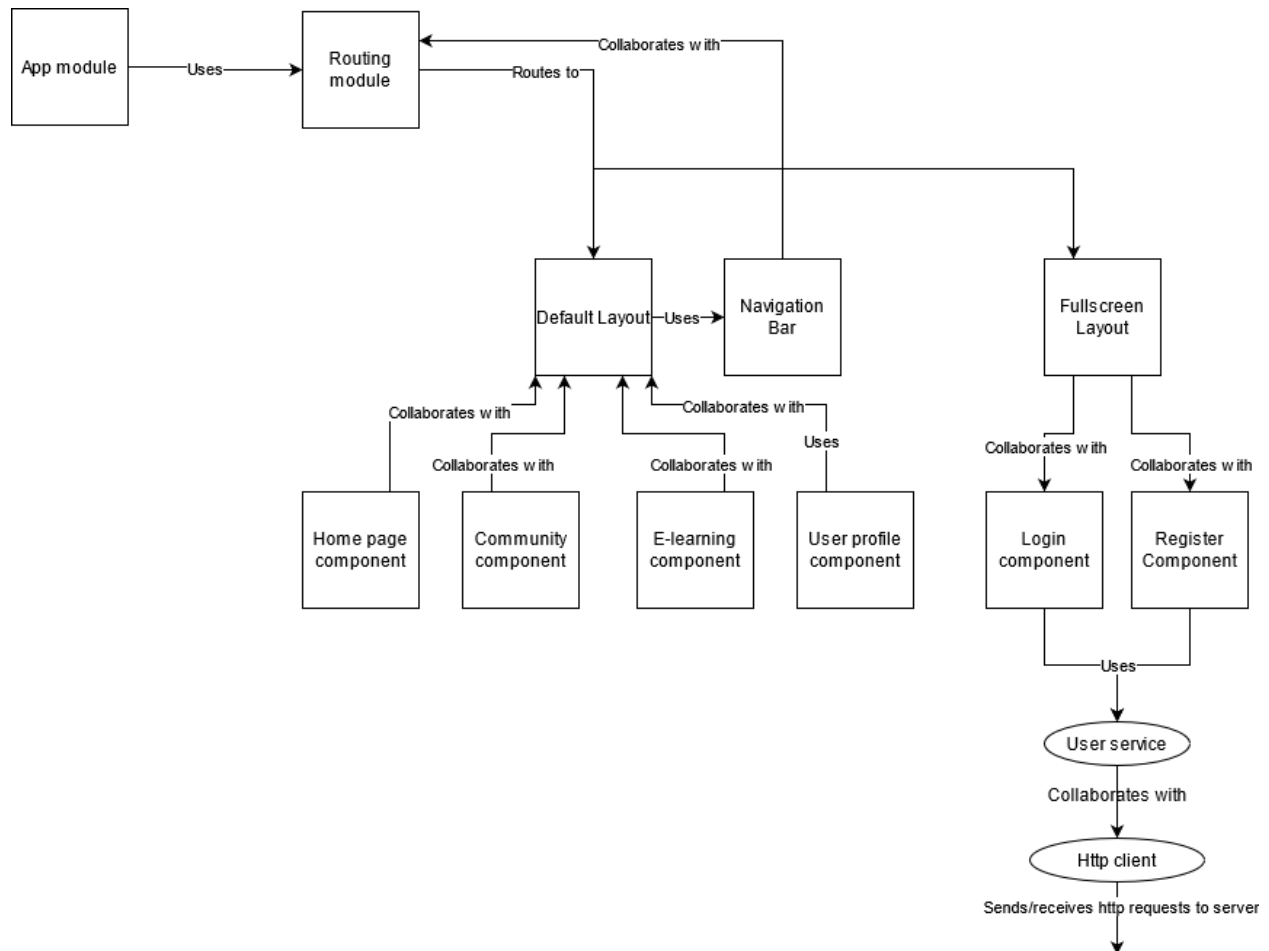 App module
Uses
Routing
module
Collaborates with
Routes to
Default Layout
Uses
Navigation
Bar
Fullscreen
Layout
Collaborates with
Collaborates with
Uses
Collaborates with
Collaborates with
Collaborates with
Collaborates with
Home page
component
Community
component
E-learning
component
User profile
component
Login
component
Register
Component
Uses
User service
Collaborates with
Http client
Sends/receives http requests to server